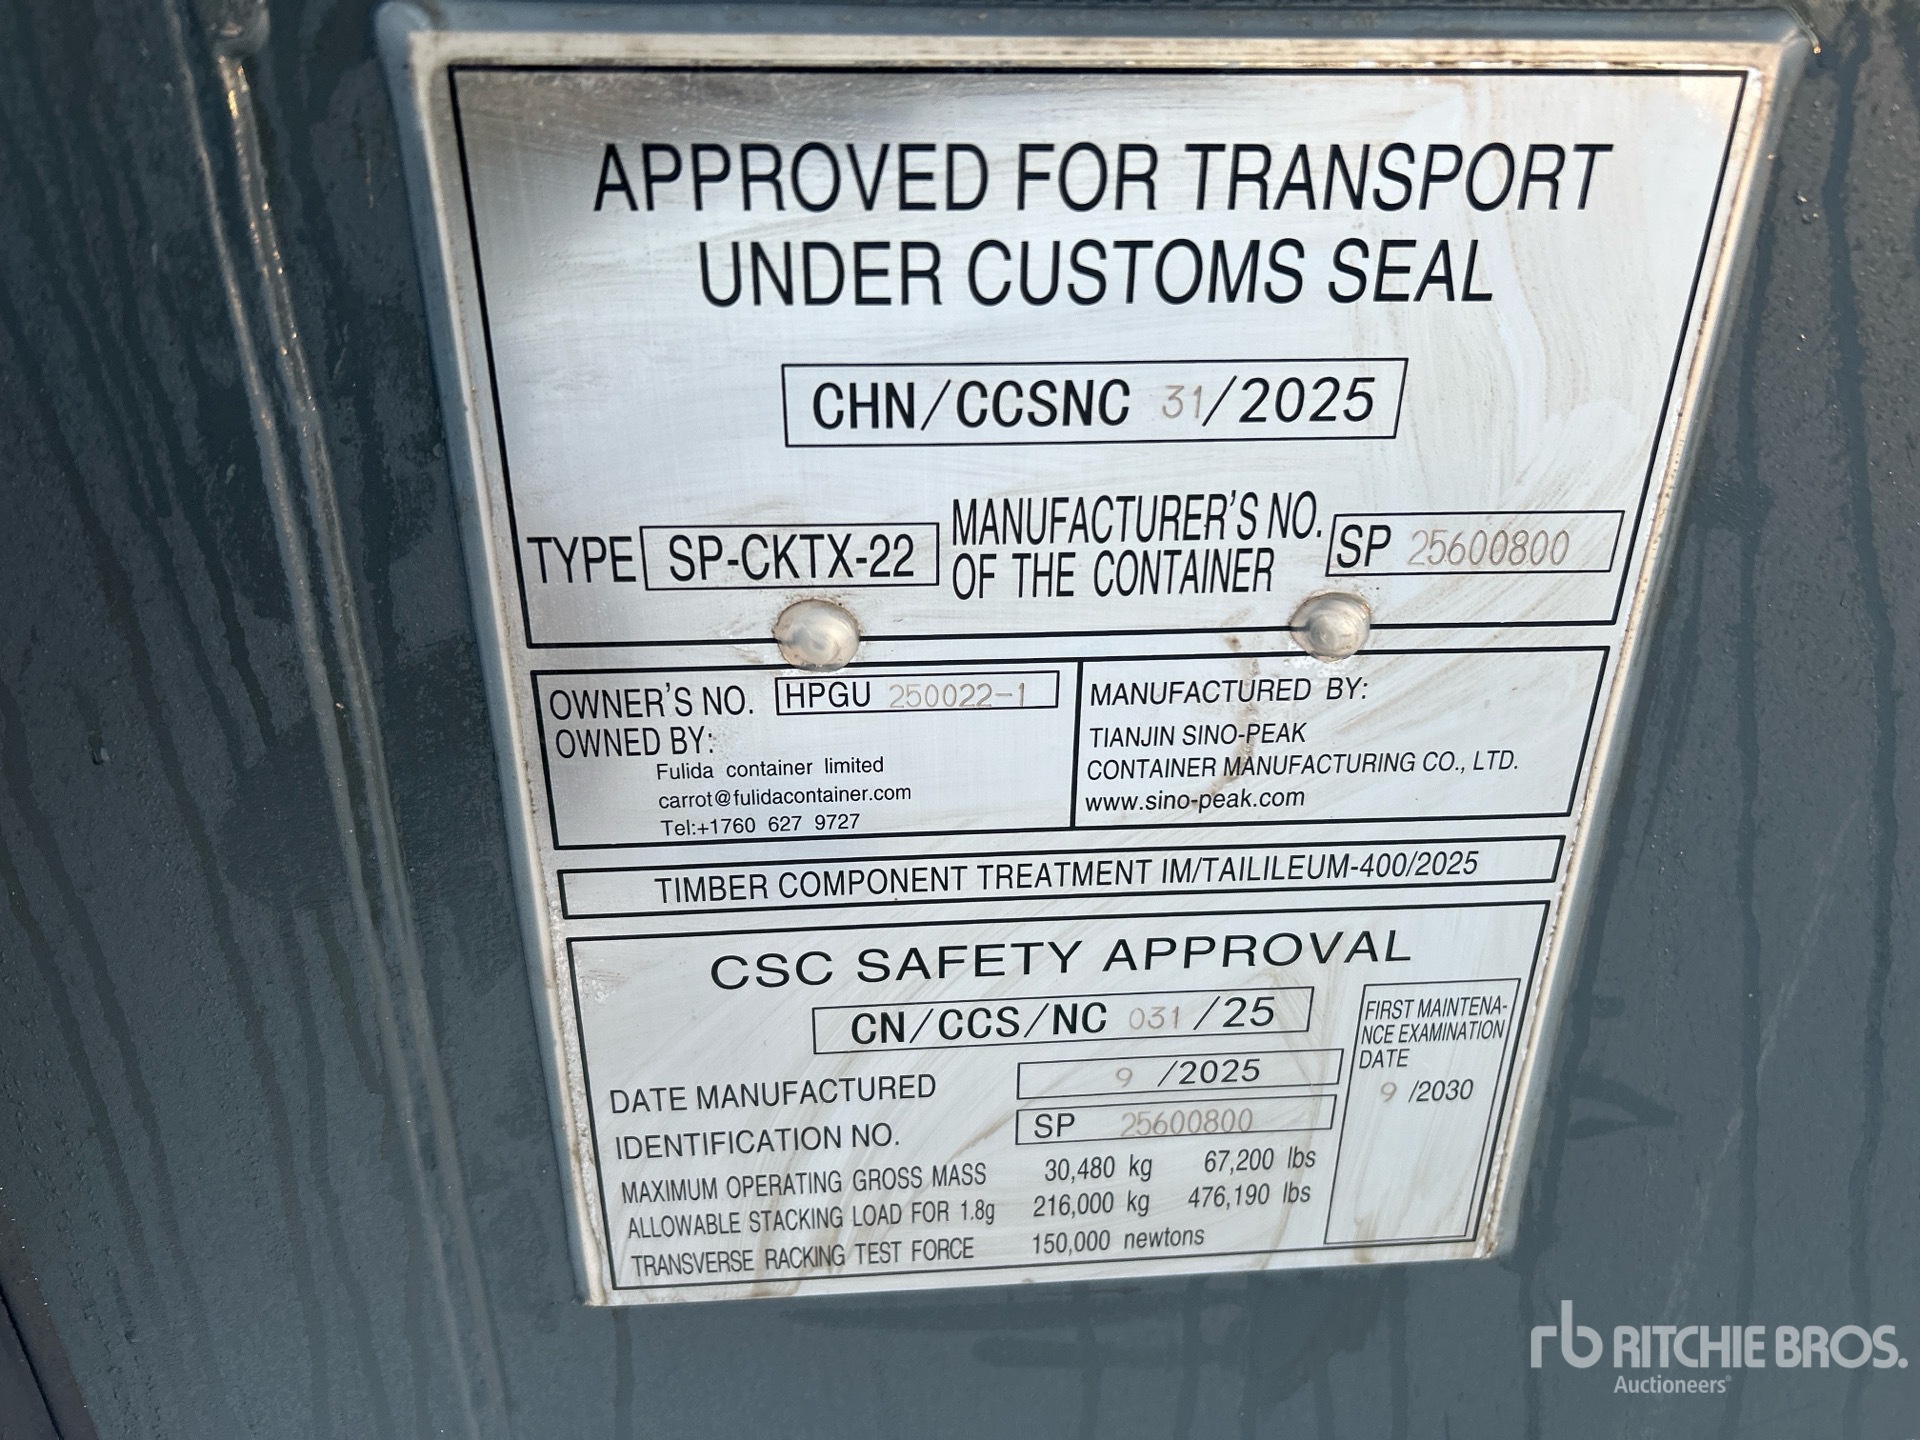 APPROVED FOR TRANSPORT
UNDER CUSTOMS SEAL
CHN/CCSNC 31/2025
TYPE SP-CKTX-22 MANUFACTURER'S NO. OF THE CONTAINER SP 25600800
OWNER'S NO. HPGU 250022-1
OWNED BY:
Fulida container limited
carrot@fulidacontainer.com
Tel:+1760 627 9727
MANUFACTURED BY:
TIANJIN SINO-PEAK
CONTAINER MANUFACTURING CO., LTD.
www.sino-peak.com
TIMBER COMPONENT TREATMENT IM/TAILILEUM-400/2025
CSC SAFETY APPROVAL
CN/CCS/NC 031/25
DATE MANUFACTURED 9/2025
IDENTIFICATION NO. SP 25600800
MAXIMUM OPERATING GROSS MASS 30,480 kg 67,200 lbs
ALLOWABLE STACKING LOAD FOR 1.8g 216,000 kg 476,190 lbs
TRANSVERSE RACKING TEST FORCE 150,000 newtons
FIRST MAINTENA-
NCE EXAMINATION
DATE
9/2030
rb RITCHIE BROS.
Auctioneers